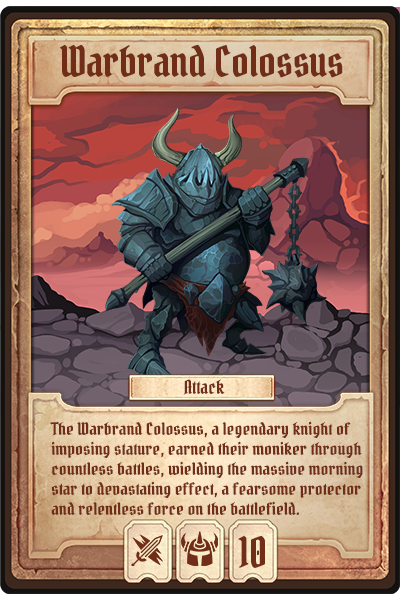 Warbrand Colossus
Attack
The Warbrand Colossus, a legendary knight of
imposing stature, earned their moniker through
countless battles, wielding the massive morning
star to devastating effect, a fearsome protector
and relentless force on the battlefield.
10